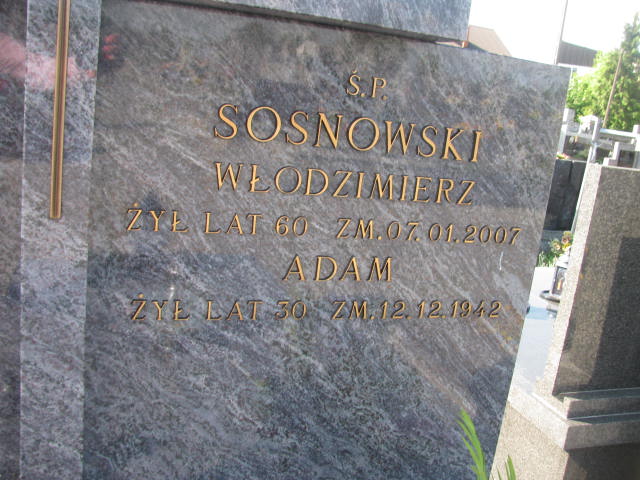 Ś.P.
SOSNOWSKI
WŁODZIMIERZ
ŻYŁ LAT 60 ZM.07.01.2007
ADAM
ŻYŁ LAT 30 ZM.12.12.1942